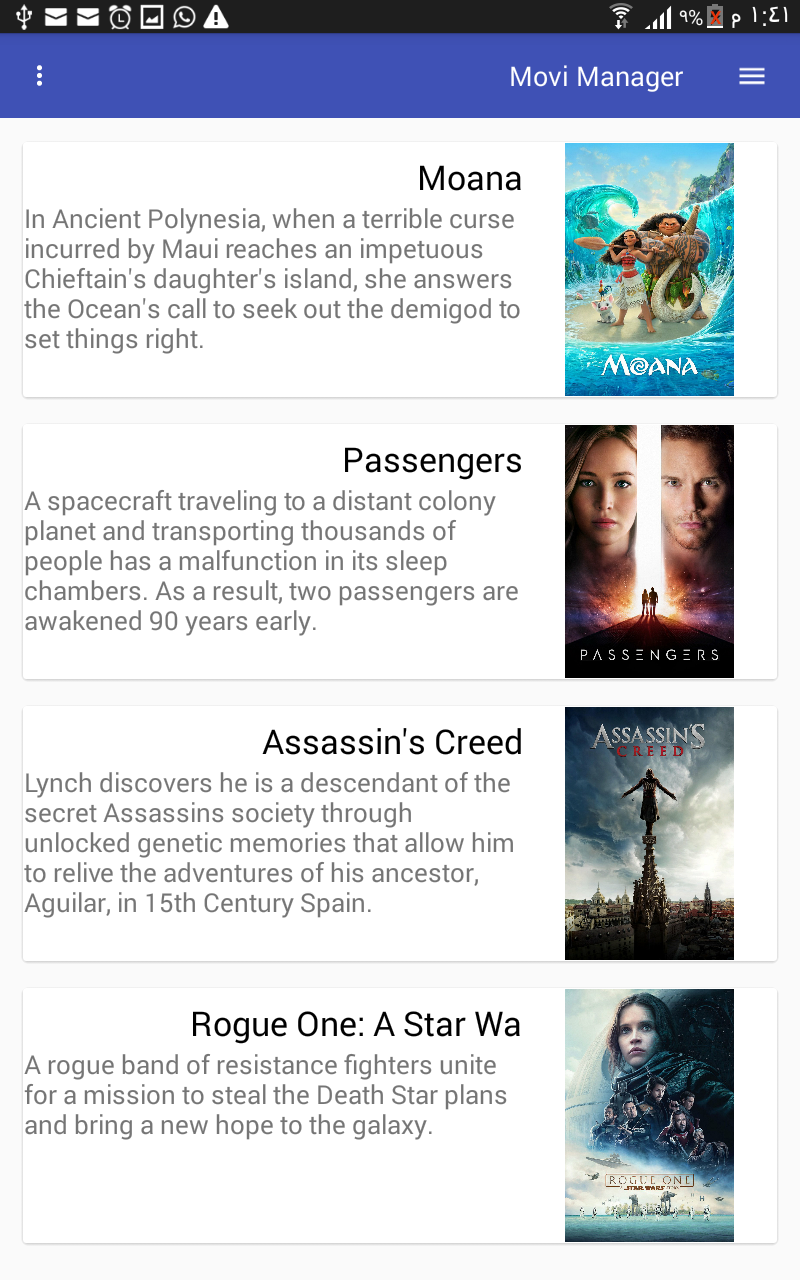 ٩% م ١:٤١
Movi Manager
Moana
In Ancient Polynesia, when a terrible curse
incurred by Maui reaches an impetuous
Chieftain's daughter's island, she answers
the Ocean's call to seek out the demigod to
set things right.
MOANA
Passengers
A spacecraft traveling to a distant colony
planet and transporting thousands of
people has a malfunction in its sleep
chambers. As a result, two passengers are
awakened 90 years early.
PASSENGERS
Assassin's Creed
Lynch discovers he is a descendant of the
secret Assassins society through
unlocked genetic memories that allow him
to relive the adventures of his ancestor,
Aguilar, in 15th Century Spain.
ASSASSIN'S
CREED
Rogue One: A Star Wa
A rogue band of resistance fighters unite
for a mission to steal the Death Star plans
and bring a new hope to the galaxy.
ROGUE ONE
A STAR WARS STORY